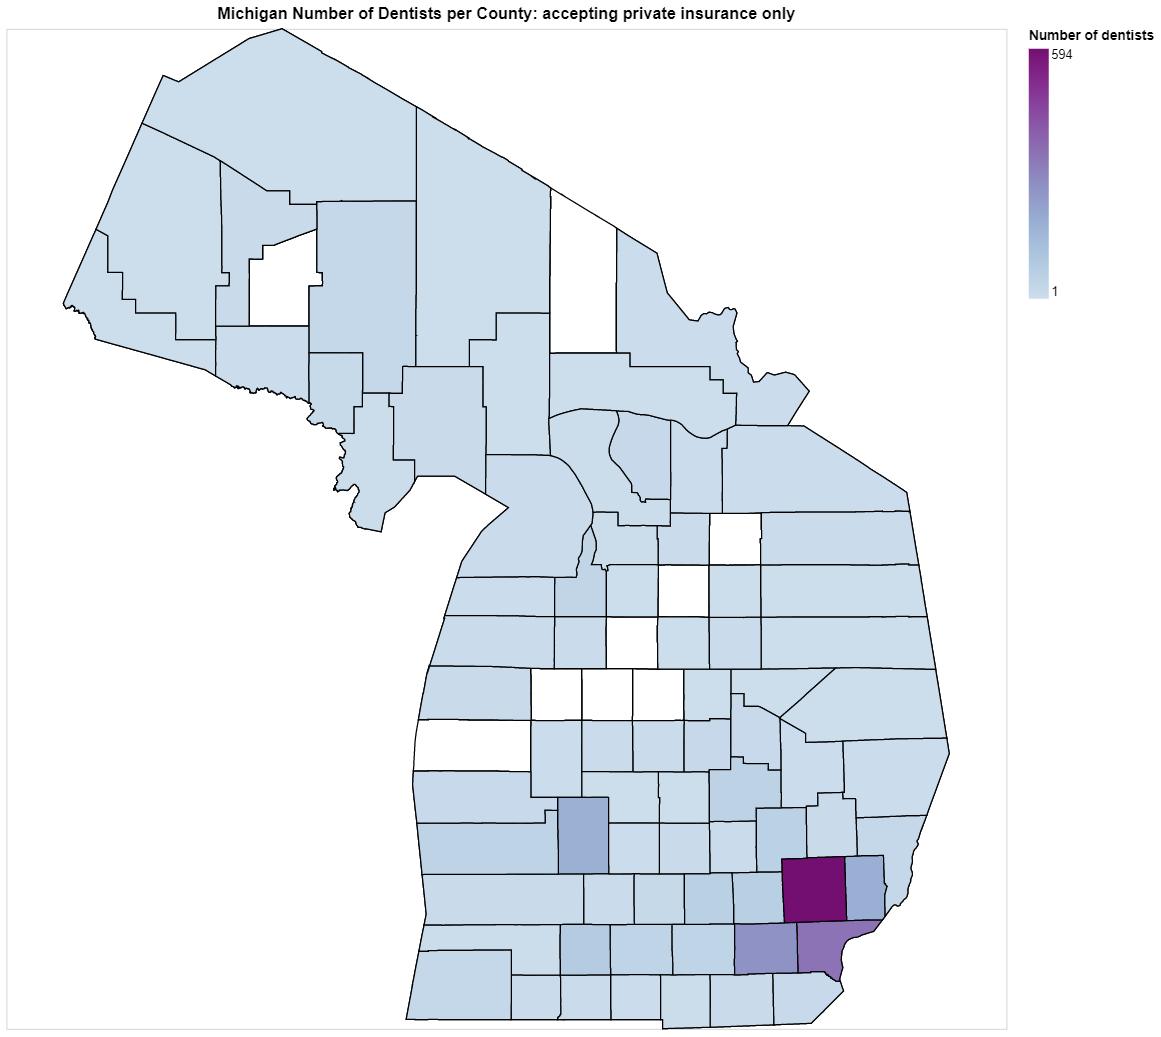 Michigan Number of Dentists per County: accepting private insurance only
Number of dentists
594
1